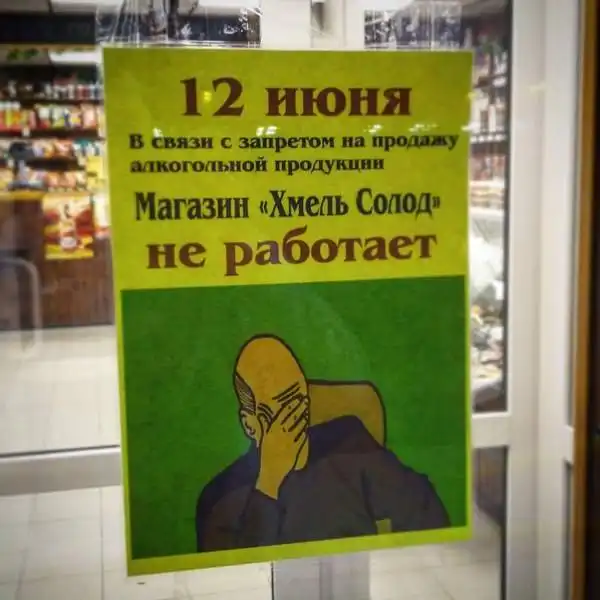 12 июня
В связи с запретом на продажу
алкогольной продукции
Магазин «Хмель Солод»
не работает